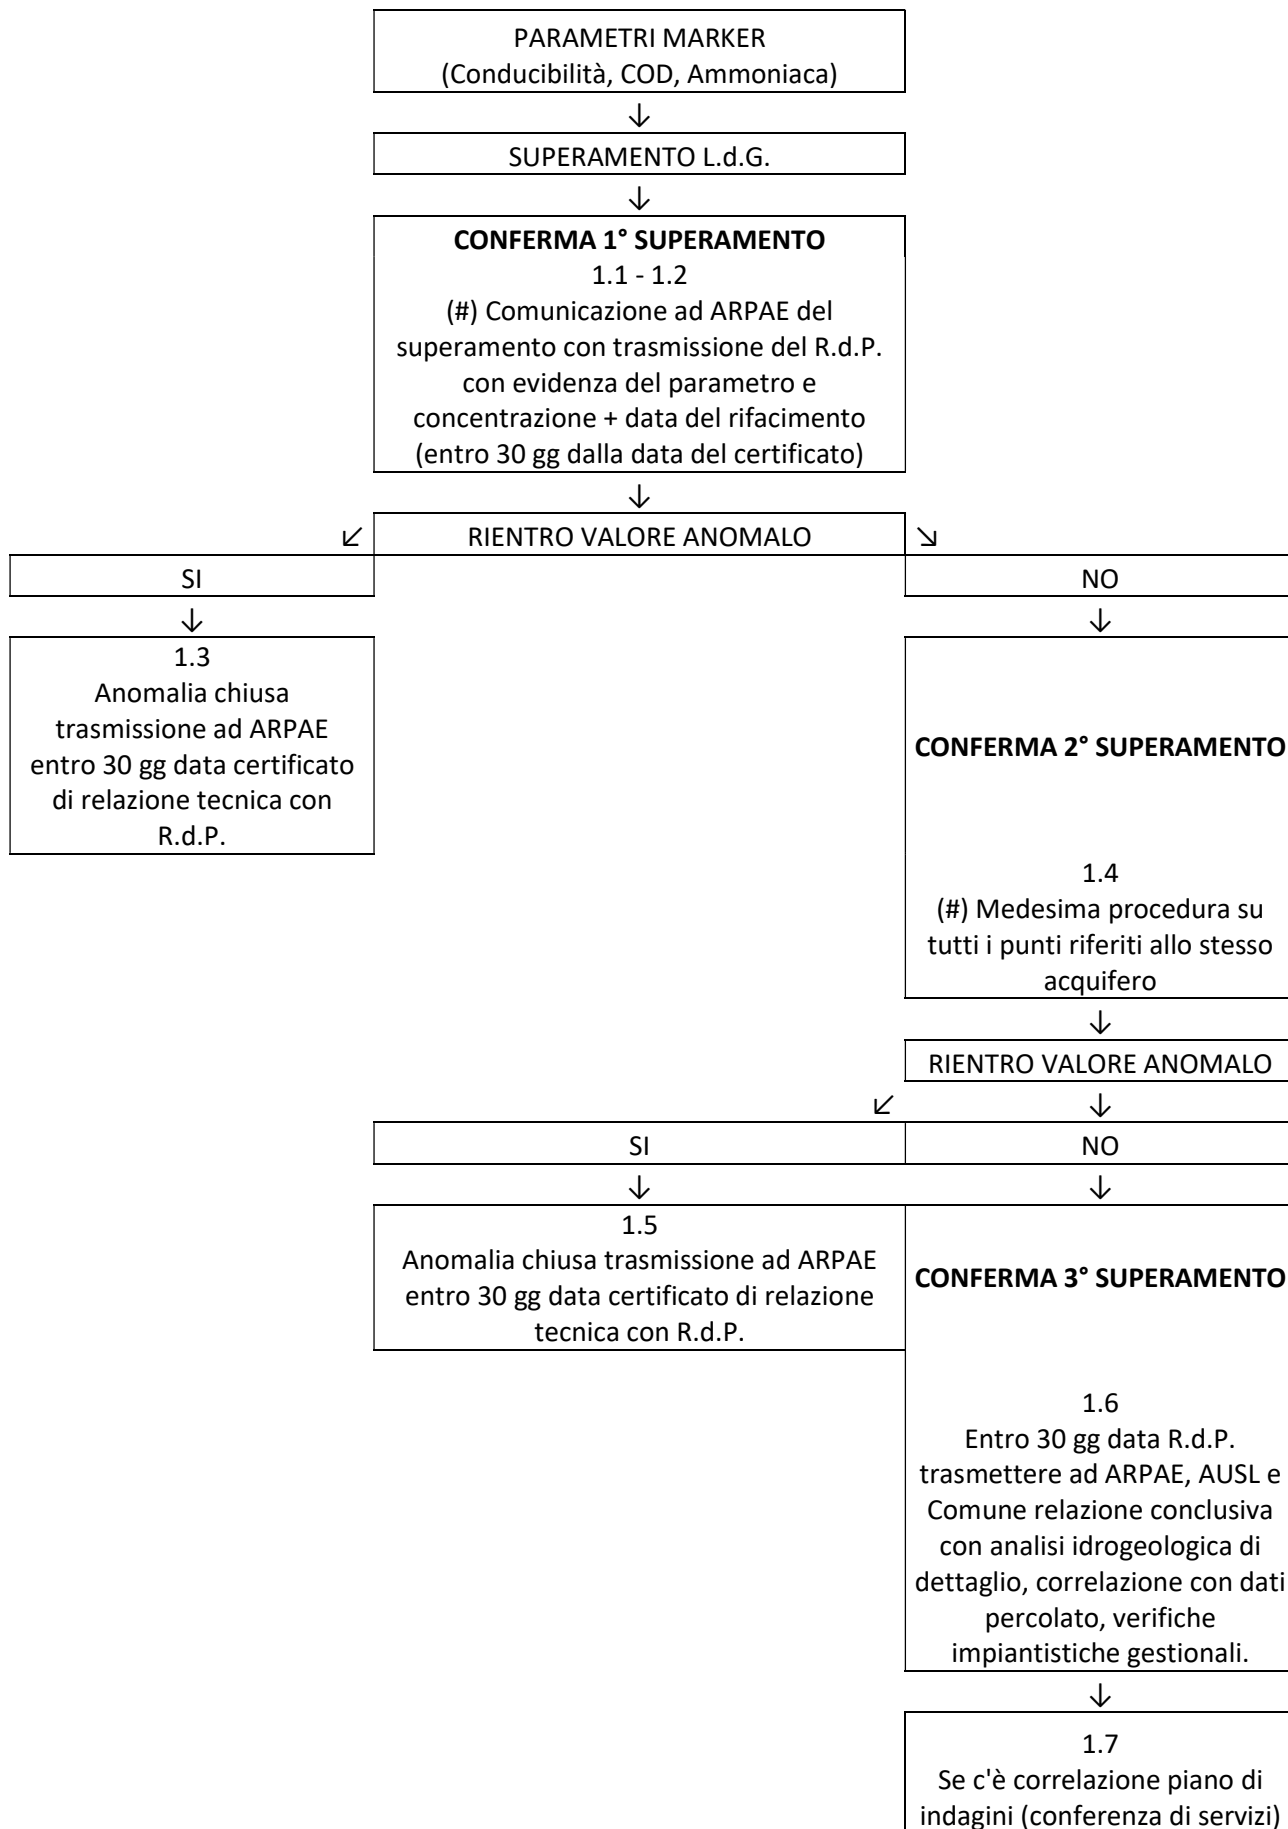 PARAMETRI MARKER
(Conducibilità, COD, Ammoniaca)
↓
SUPERAMENTO L.d.G.
↓
CONFERMA 1° SUPERAMENTO
1.1 - 1.2
(#) Comunicazione ad ARPAE del
superamento con trasmissione del R.d.P.
con evidenza del parametro e
concentrazione + data del rifacimento
(entro 30 gg dalla data del certificato)
↓
↙ RIENTRO VALORE ANOMALO ↘
SI
NO
↓
↓
1.3
Anomalia chiusa
trasmissione ad ARPAE
entro 30 gg data certificato
di relazione tecnica con
R.d.P.
CONFERMA 2° SUPERAMENTO
1.4
(#) Medesima procedura su
tutti i punti riferiti allo stesso
acquifero
↓
RIENTRO VALORE ANOMALO
↙ ↓
SI
NO
↓
↓
1.5
Anomalia chiusa trasmissione ad ARPAE
entro 30 gg data certificato di relazione
tecnica con R.d.P.
CONFERMA 3° SUPERAMENTO
1.6
Entro 30 gg data R.d.P.
trasmettere ad ARPAE, AUSL e
Comune relazione conclusiva
con analisi idrogeologica di
dettaglio, correlazione con dati
percolato, verifiche
impiantistiche gestionali.
↓
1.7
Se c'è correlazione piano di
indagini (conferenza di servizi)